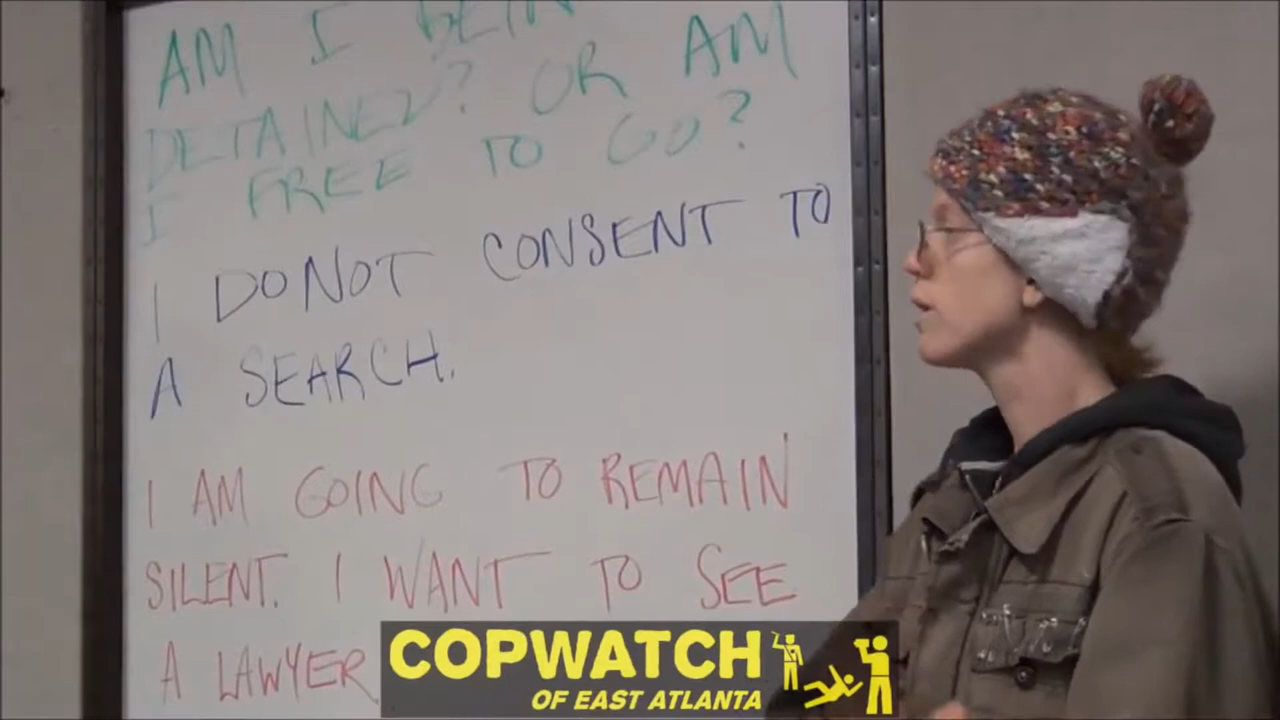 AM I BEIN
DETAINED? OR AM
I FREE TO GO?
I DO NOT CONSENT TO
A SEARCH.
I AM GOING TO REMAIN
SILENT. I WANT TO SEE
A LAWYER
COPWATCH
OF EAST ATLANTA